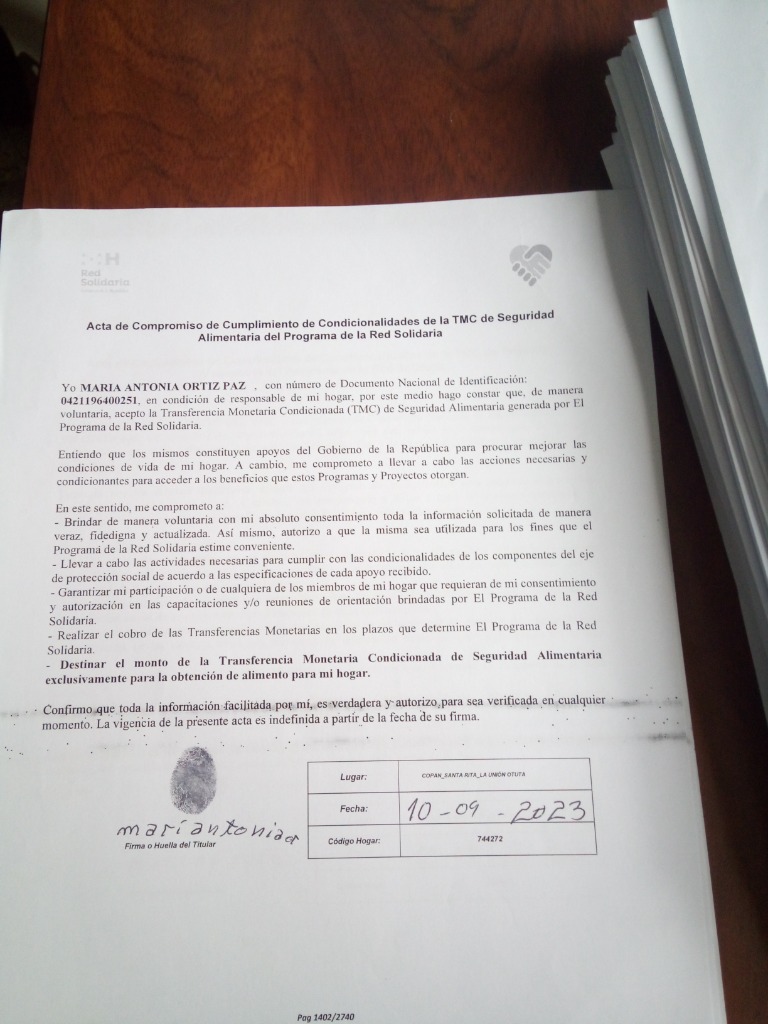 Red
Solidaria
Acta de Compromiso de Cumplimiento de Condicionalidades de la TMC de Seguridad
Alimentaria del Programa de la Red Solidaria
Yo MARIA ANTONIA ORTIZ PAZ , con número de Documento Nacional de Identificación:
0421196400251, en condición de responsable de mi hogar, por este medio hago constar que, de manera
voluntaria, acepto la Transferencia Monetaria Condicionada (TMC) de Seguridad Alimentaria generada por El
Programa de la Red Solidaria.
Entiendo que los mismos constituyen apoyos del Gobierno de la República para procurar mejorar las
condiciones de vida de mi hogar. A cambio, me comprometo a llevar a cabo las acciones necesarias y
condicionantes para acceder a los beneficios que estos Programas y Proyectos otorgan.
En este sentido, me comprometo a:
- Brindar de manera voluntaria con mi absoluto consentimiento toda la información solicitada de manera
veraz, fidedigna y actualizada. Así mismo, autorizo a que la misma sea utilizada para los fines que el
Programa de la Red Solidaria estime conveniente.
- Llevar a cabo las actividades necesarias para cumplir con las condicionalidades de los componentes del eje
de protección social de acuerdo a las especificaciones de cada apoyo recibido.
- Garantizar mi participación o de cualquiera de los miembros de mi hogar que requieran de mi consentimiento
y autorización en las capacitaciones y/o reuniones de orientación brindadas por El Programa de la Red
Solidaria.
- Realizar el cobro de las Transferencias Monetarias en los plazos que determine El Programa de la Red
Solidaria.
- Destinar el monto de la Transferencia Monetaria Condicionada de Seguridad Alimentaria
exclusivamente para la obtención de alimento para mi hogar.
Confirmo que toda la información facilitada por mí, es verdadera y autorizo para sea verificada en cualquier
momento. La vigencia de la presente acta es indefinida a partir de la fecha de su firma.
Lugar: COPAN_SANTA RITA_LA UNIÓN OTUTA
Fecha: 10-09-2023
Código Hogar: 744272
mariantonia
Firma o Huella del Titular
Pag 1402/2740